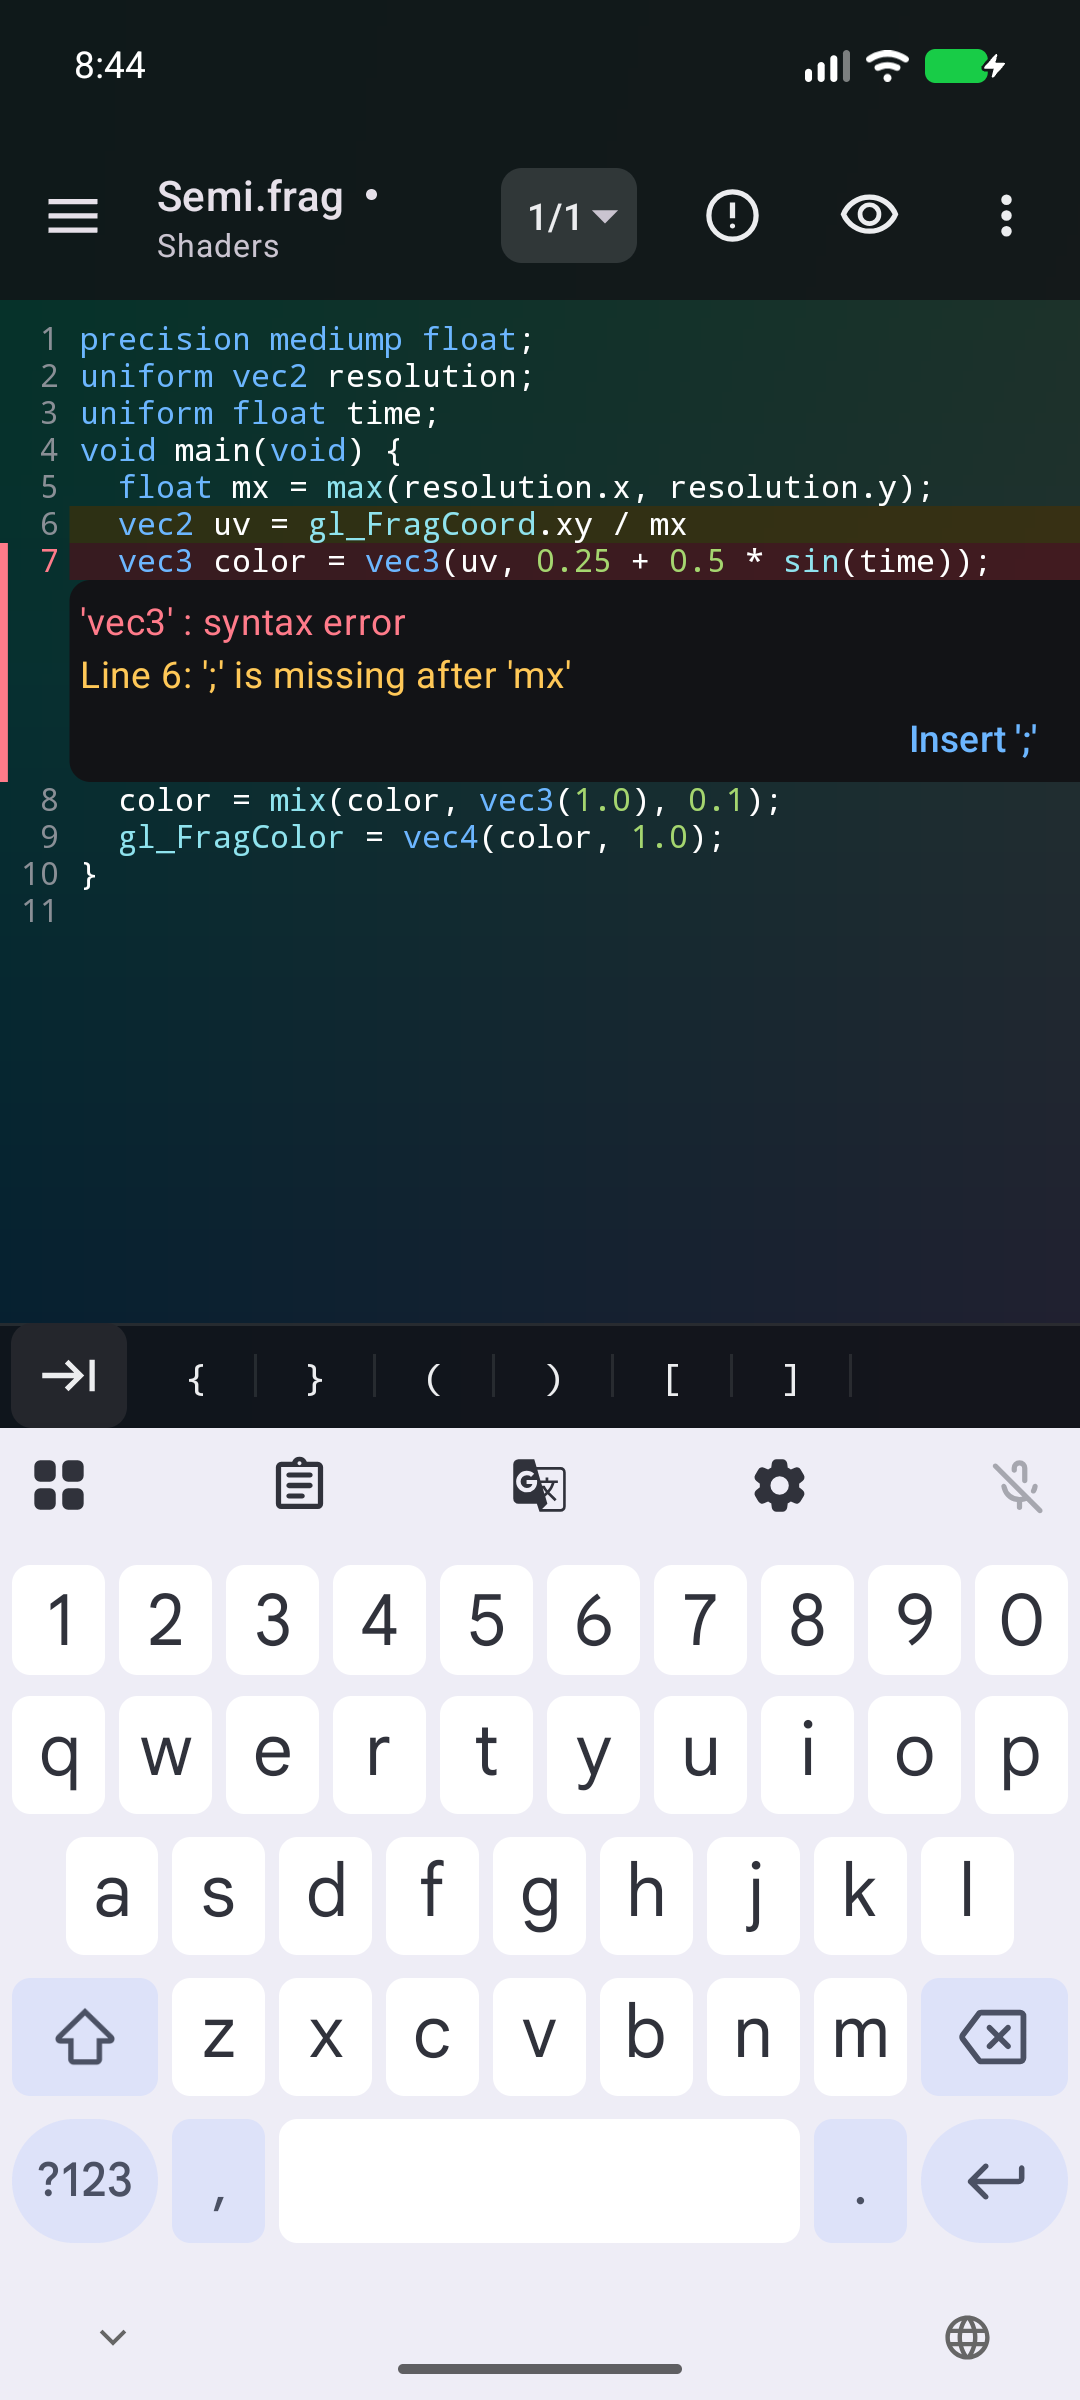 8:44
Semi.frag •
Shaders
1/1
1 precision mediump float;
2 uniform vec2 resolution;
3 uniform float time;
4 void main(void) {
5   float mx = max(resolution.x, resolution.y);
6   vec2 uv = gl_FragCoord.xy / mx
7   vec3 color = vec3(uv, 0.25 + 0.5 * sin(time));
'vec3' : syntax error
Line 6: ';' is missing after 'mx'
Insert ';'
8   color = mix(color, vec3(1.0), 0.1);
9   gl_FragColor = vec4(color, 1.0);
10 }
11
{ } ( ) [ ]
1 2 3 4 5 6 7 8 9 0
q w e r t y u i o p
a s d f g h j k l
z x c v b n m
?123 , .